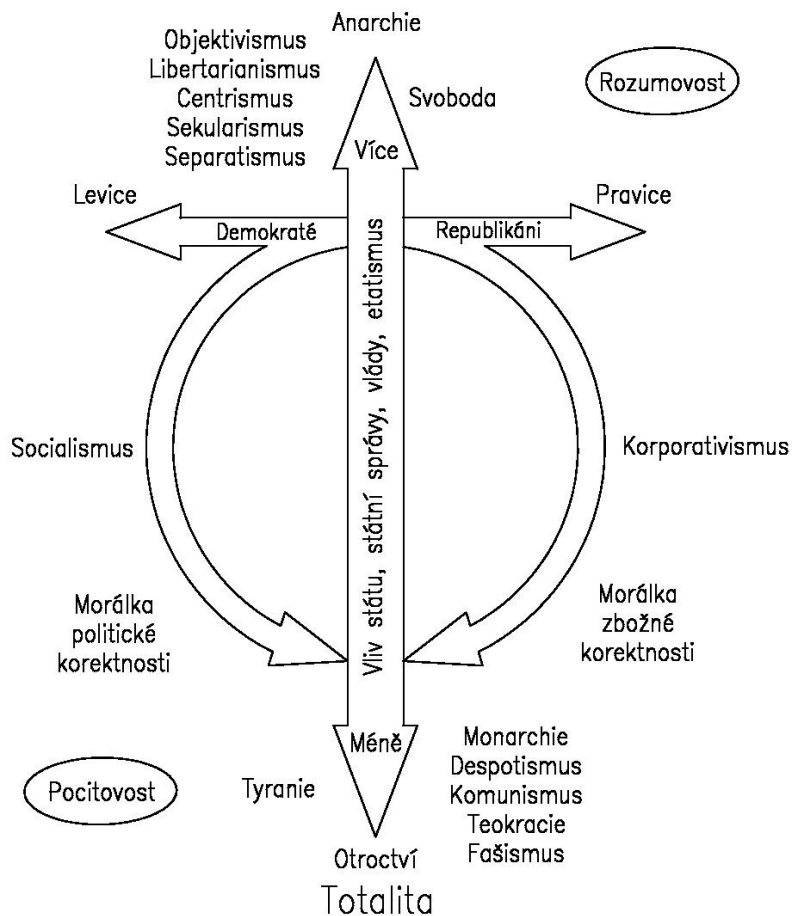 Anarchie
Objektivismus
Libertarianismus
Centrismus
Sekularismus
Separatismus
Svoboda
Rozumovost
Více
Levice
Pravice
Demokraté
Republikáni
Vliv státu, státní správy, vlády, etatismus
Socialismus
Korporativismus
Morálka
politické
korektnosti
Morálka
zbožné
korektnosti
Méně
Monarchie
Despotismus
Komunismus
Teokracie
Fašismus
Pocitovost
Tyranie
Otroctví
Totalita